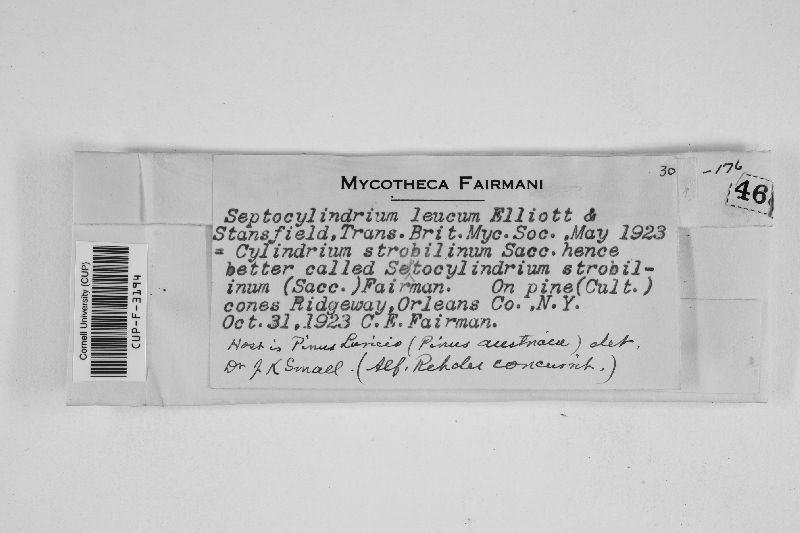 30
-176
46
MYCOTHECA FAIRMANI
Septocylindrium leucum Elliott &
Stansfield, Trans. Brit. Myc. Soc., May 1923
= Cylindrium strobilinum Sacc. hence
better called Septocylindrium strobil-
inum (Sacc.) Fairman. On pine (Cult.)
cones Ridgeway, Orleans Co., N.Y.
Oct. 31, 1923 C.E. Fairman.
Host is Pinus Laricio (Pinus austriaca) det.
Dr J K Small. (Alf. Rehder concurrit.)
Cornell University (CUP)
CUP-F-3194